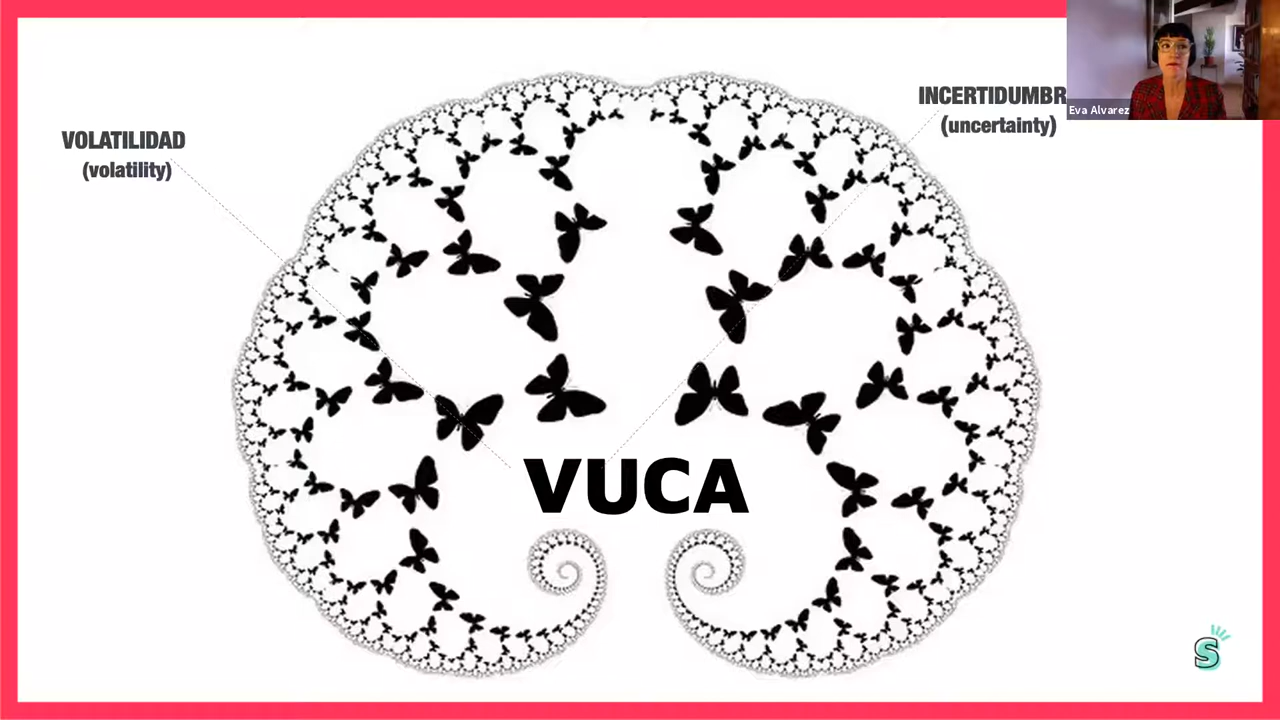 VOLATILIDAD
(volatility)
INCERTIDUMBR
(uncertainty)
Eva Alvarez
VUCA
S